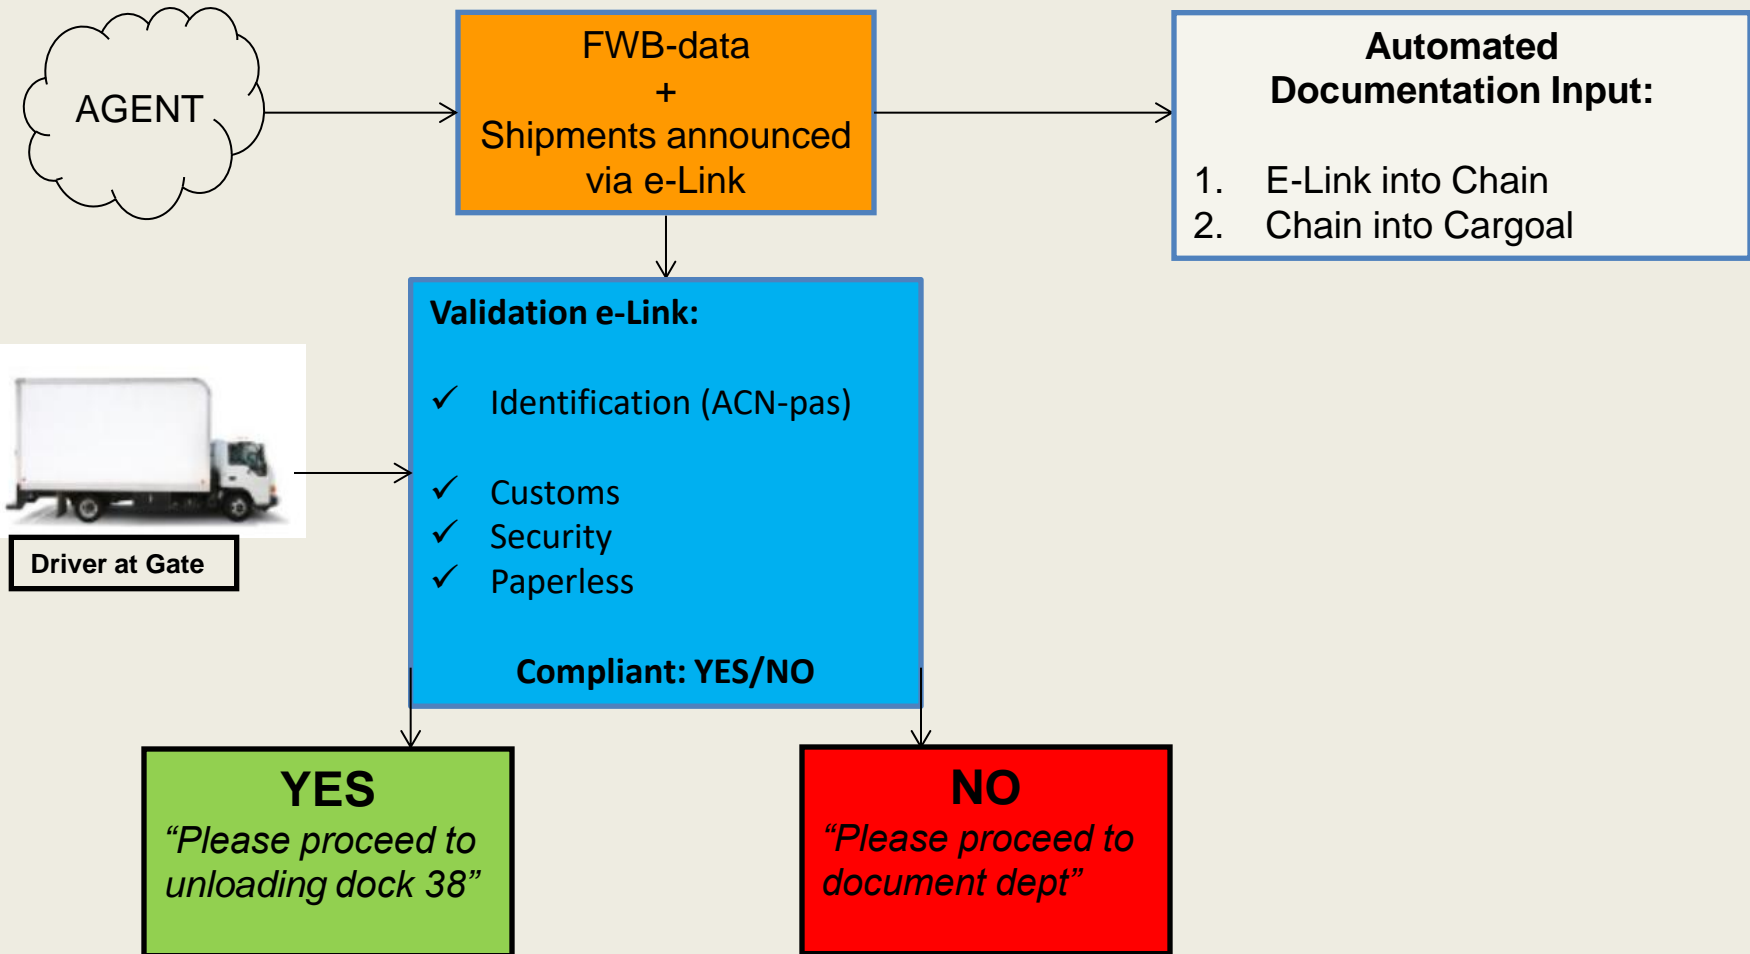 AGENT
FWB-data
+
Shipments announced
via e-Link
Automated
Documentation Input:
1. E-Link into Chain
2. Chain into Cargoal
Validation e-Link:
✓ Identification (ACN-pas)
✓ Customs
✓ Security
✓ Paperless
Compliant: YES/NO
Driver at Gate
YES
“Please proceed to
unloading dock 38”
NO
“Please proceed to
document dept”